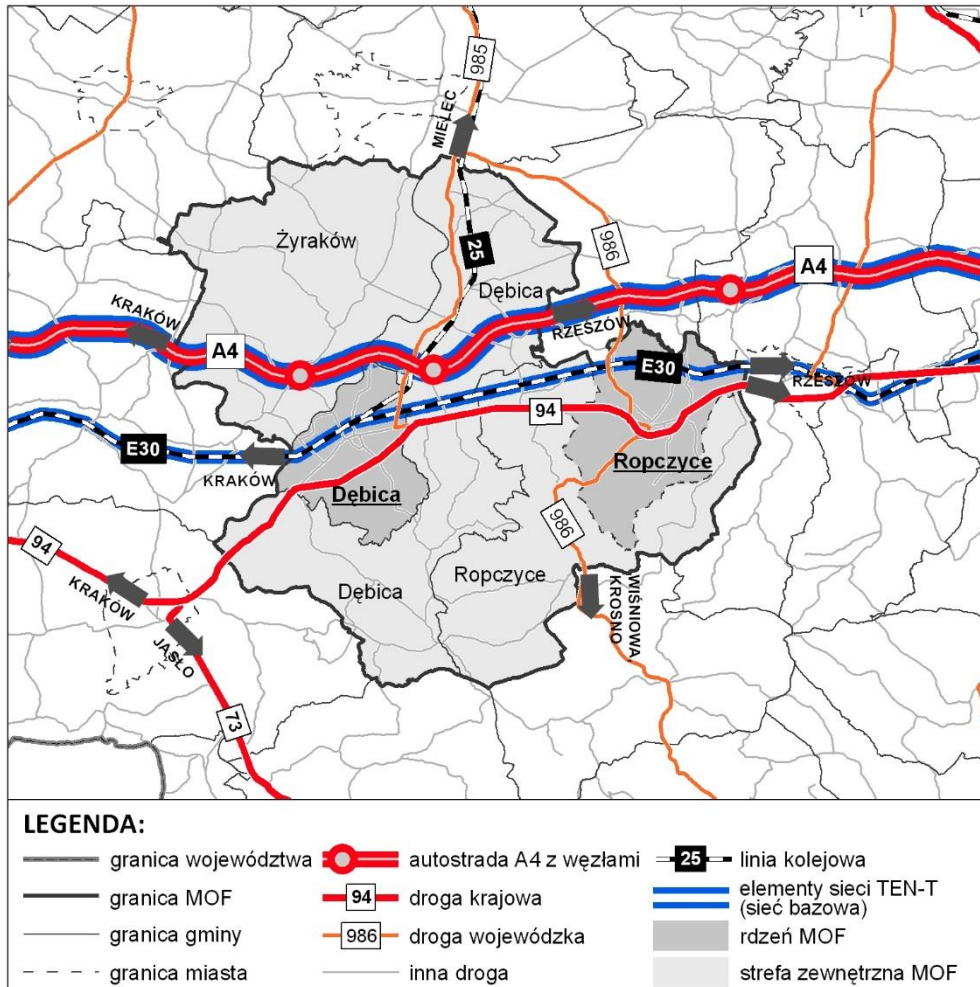 985
MIELEC
Żyraków
25
986
A4
Dębica
KRAKÓW
RZESZÓW
A4
E30
RZESZÓW
94
E30
KRAKÓW
Ropczyce
Dębica
986
94
KRAKÓW
Dębica
Ropczyce
WIŚNIOWA,
KROSNO
JASŁO
73
LEGENDA:
granica województwa
autostrada A4 z węzłami
25 linia kolejowa
granica MOF
94 droga krajowa
elementy sieci TEN-T
(sieć bazowa)
granica gminy
986 droga wojewódzka
rdzeń MOF
granica miasta
inna droga
strefa zewnętrzna MOF